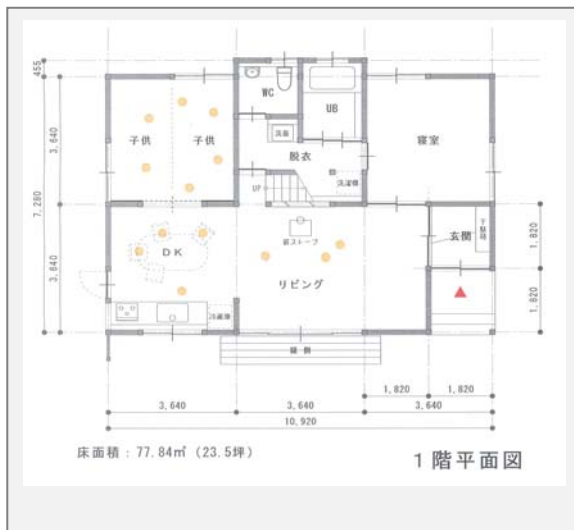 455
WC
UB
子供
子供
洗面
寝室
3,640
脱衣
洗濯機
UP
7,280
玄関
下駄箱
薪ストーブ
1,820
DK
リビング
3,640
1,820
冷蔵庫
縁側
1,820
1,820
3,640
3,640
3,640
10,920
床面積:77.84㎡(23.5坪)
1階平面図